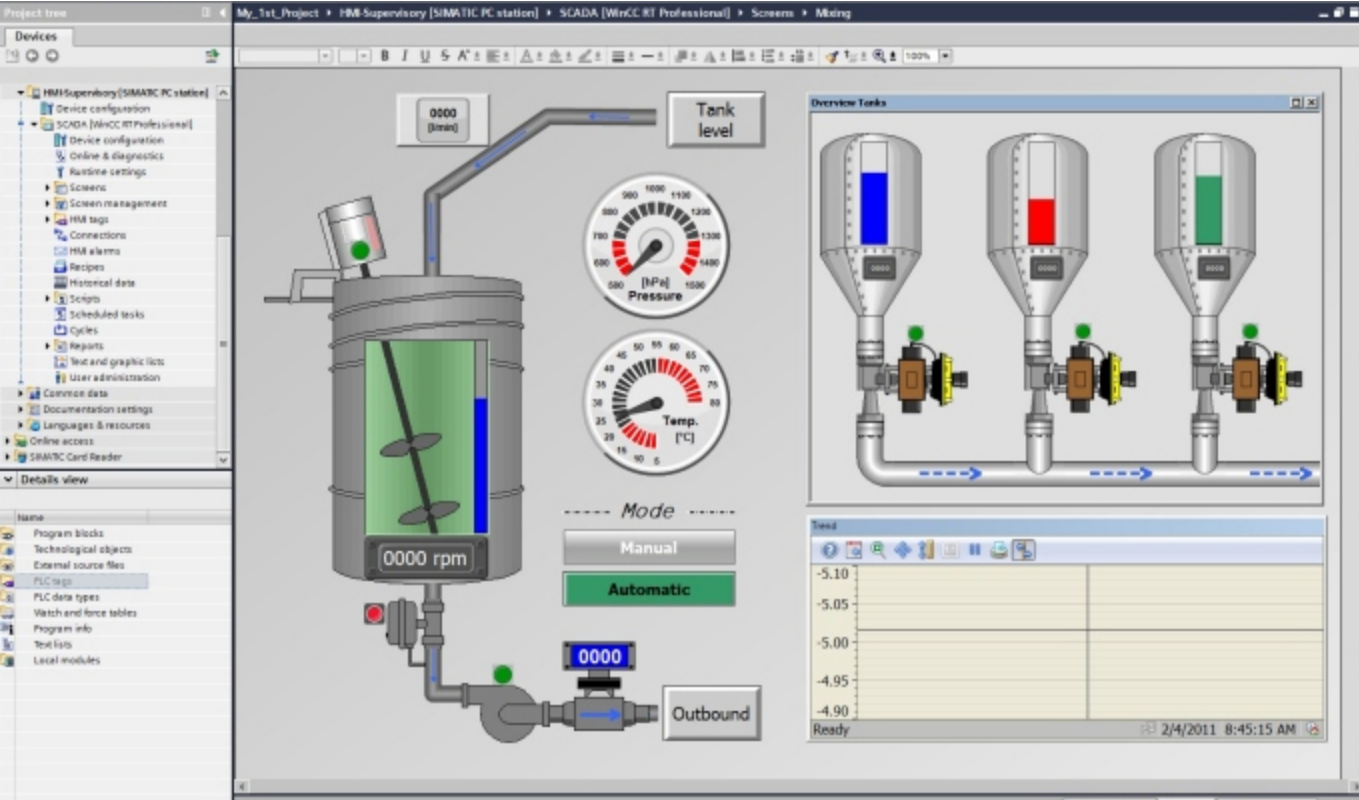 Project tree
My_1st_Project ▸ HMI-Supervisory [SIMATIC PC station] ▸ SCADA [WinCC RT Professional] ▸ Screens ▸ Mixing
Devices
B I U S A
100%
HMI-Supervisory [SIMATIC PC station]
Device configuration
SCADA [WinCC RT Professional]
Device configuration
Online & diagnostics
Runtime settings
Screens
Screen management
HMI tags
Connections
HMI alarms
Recipes
Historical data
Scripts
Scheduled tasks
Cycles
Reports
Text and graphic lists
User administration
Common data
Documentation settings
Languages & resources
Online access
SIMATIC Card Reader
Details view
Name
Program blocks
Technological objects
External source files
PLC tags
PLC data types
Watch and force tables
Program info
Text lists
Local modules
0000
[l/min]
Tank
level
500 600 700 800 900 1000 1100 1200 1300 1400 1500
[hPa]
Pressure
5 10 15 20 25 30 35 40 45 50 55 60 65 70 75 80
Temp.
[°C]
0000 rpm
Mode
Manual
Automatic
0000
Outbound
Overview Tanks
0000
0000
0000
Trend
-5.10
-5.05
-5.00
-4.95
-4.90
Ready
2/4/2011 8:45:15 AM